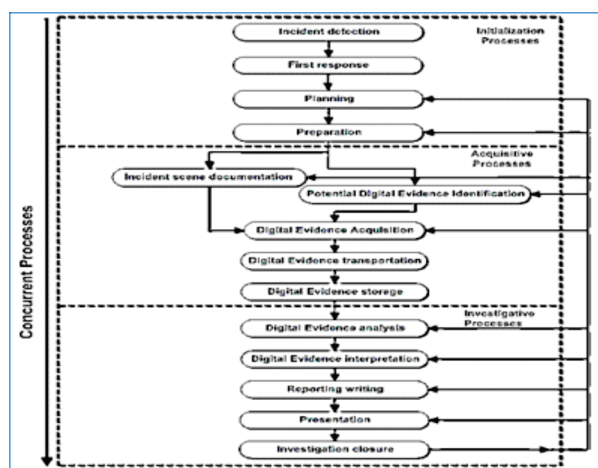 Incident detection
Initialization
Processes
First response
Planning
Preparation
Acquisitive
Processes
Incident scene documentation
Potential Digital Evidence Identification
Digital Evidence Acquisition
Digital Evidence transportation
Digital Evidence storage
Investigative
Processes
Digital Evidence analysis
Digital Evidence interpretation
Reporting writing
Presentation
Investigation closure
Concurrent Processes